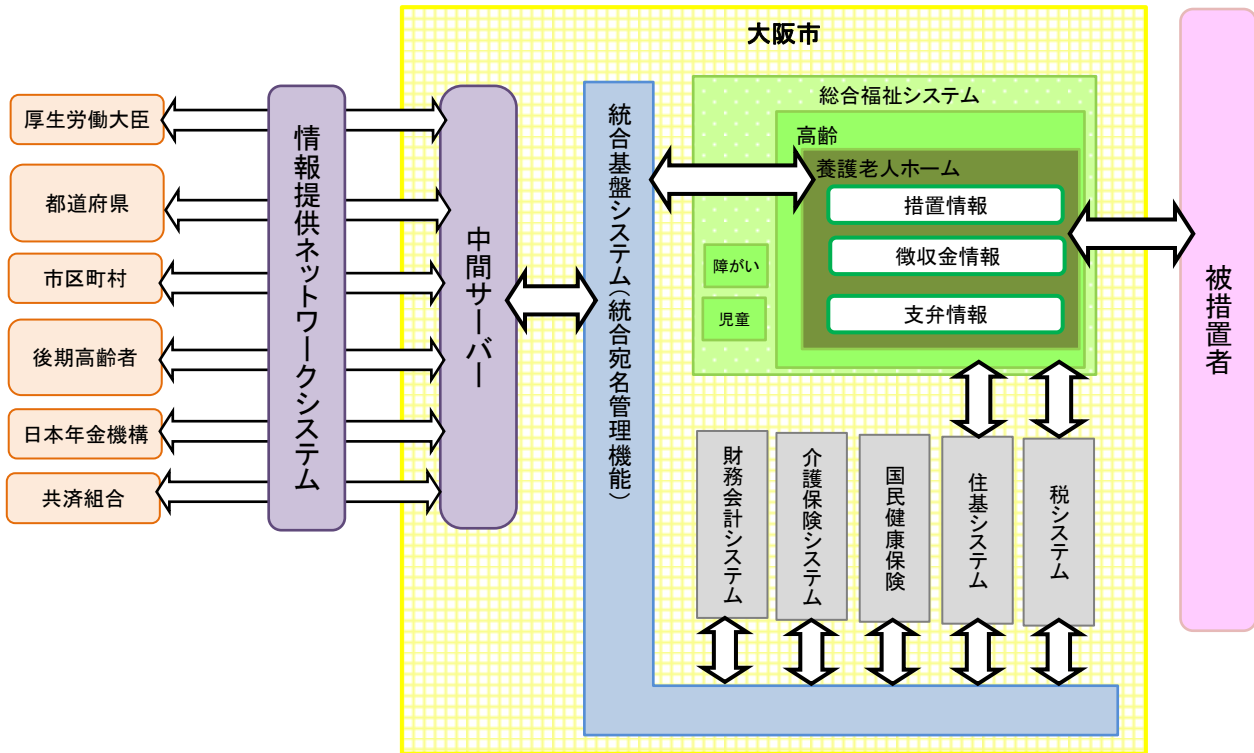 大阪市
厚生労働大臣
都道府県
市区町村
後期高齢者
日本年金機構
共済組合
情報提供ネットワークシステム
中間サーバー
統合基盤システム(統合宛名管理機能)
総合福祉システム
高齢
養護老人ホーム
措置情報
徴収金情報
支弁情報
障がい
児童
財務会計システム
介護保険システム
国民健康保険
住基システム
税システム
被措置者